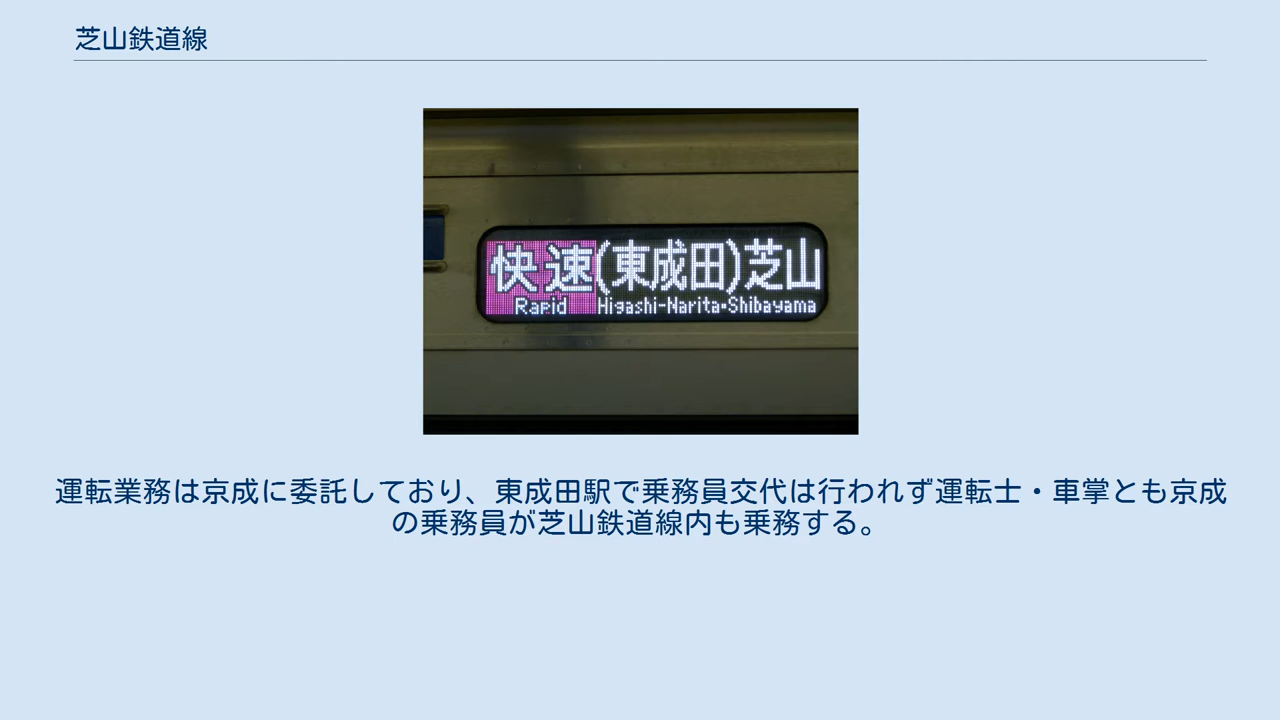 芝山鉄道線
快速(東成田)芝山
Rapid Higashi-Narita・Shibayama
運転業務は京成に委託しており、東成田駅で乗務員交代は行われず運転士・車掌とも京成
の乗務員が芝山鉄道線内も乗務する。